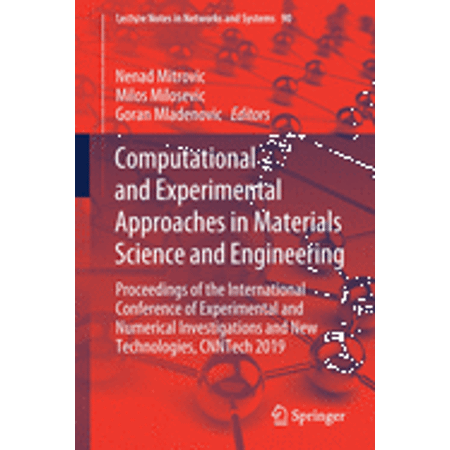 Lecture Notes in Networks and Systems 90
Nenad Mitrovic
Milos Milosevic
Goran Mladenovic Editors
Computational
and Experimental
Approaches in Materials
Science and Engineering
Proceedings of the International
Conference of Experimental and
Numerical Investigations and New
Technologies, CNNTech 2019
Springer